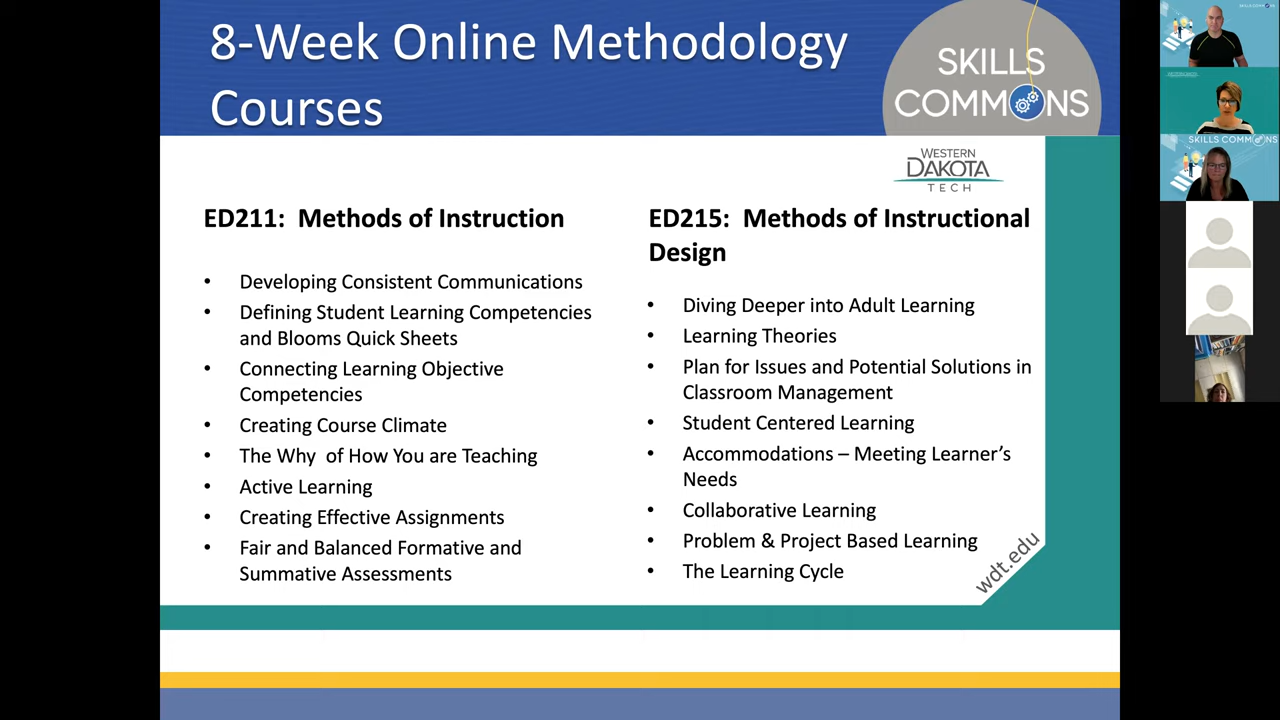 8-Week Online Methodology
Courses
SKILLS
COMMONS
WESTERN
DAKOTA
TECH
ED211:  Methods of Instruction
• Developing Consistent Communications
• Defining Student Learning Competencies
and Blooms Quick Sheets
• Connecting Learning Objective
Competencies
• Creating Course Climate
• The Why  of How You are Teaching
• Active Learning
• Creating Effective Assignments
• Fair and Balanced Formative and
Summative Assessments
ED215:  Methods of Instructional
Design
• Diving Deeper into Adult Learning
• Learning Theories
• Plan for Issues and Potential Solutions in
Classroom Management
• Student Centered Learning
• Accommodations – Meeting Learner’s
Needs
• Collaborative Learning
• Problem & Project Based Learning
• The Learning Cycle
wdt.edu
SKILLS COMMONS
SKILLS COMMONS